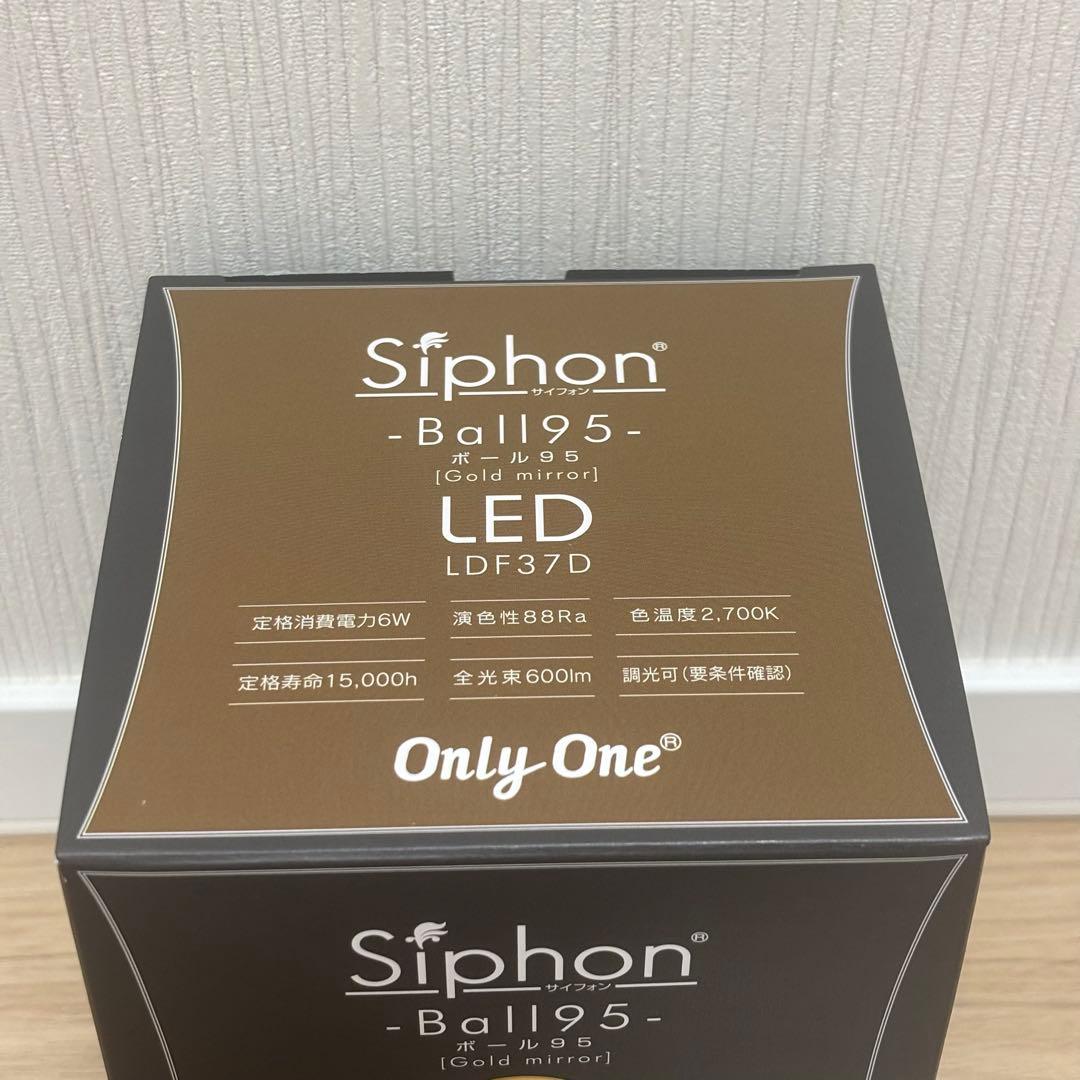 Siphon®
サイフォン
-Ball95-
ボール95
[Gold mirror]
LED
LDF37D
定格消費電力6W 演色性88Ra 色温度2,700K
定格寿命15,000h 全光束600lm 調光可(要条件確認)
Only One®
Siphon®
サイフォン
-Ball95-
ボール95
[Gold mirror]